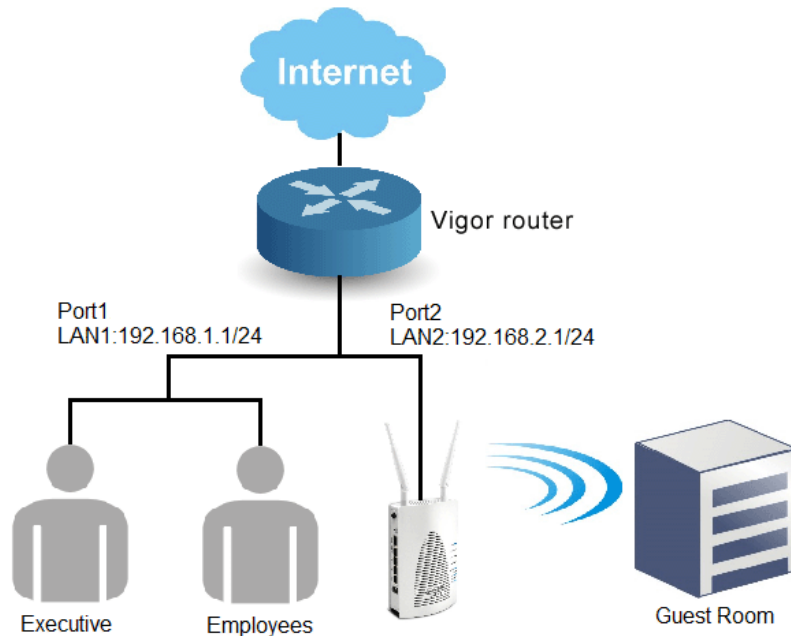 Internet
Vigor router
Port1
LAN1:192.168.1.1/24
Port2
LAN2:192.168.2.1/24
Executive
Employees
Guest Room